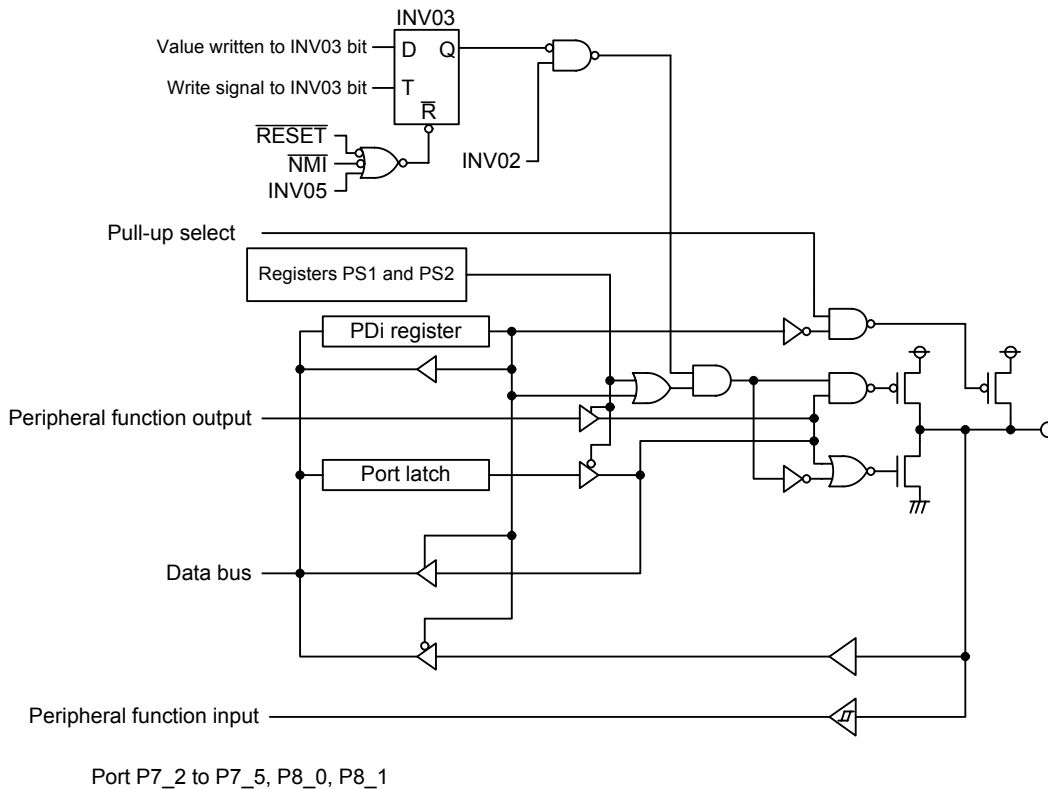 INV03
Value written to INV03 bit
D Q
Write signal to INV03 bit
T
R̅
R̅E̅S̅E̅T̅
N̅M̅I̅
INV05
INV02
Pull-up select
Registers PS1 and PS2
PDi register
Peripheral function output
Port latch
Data bus
Peripheral function input
Port P7_2 to P7_5, P8_0, P8_1